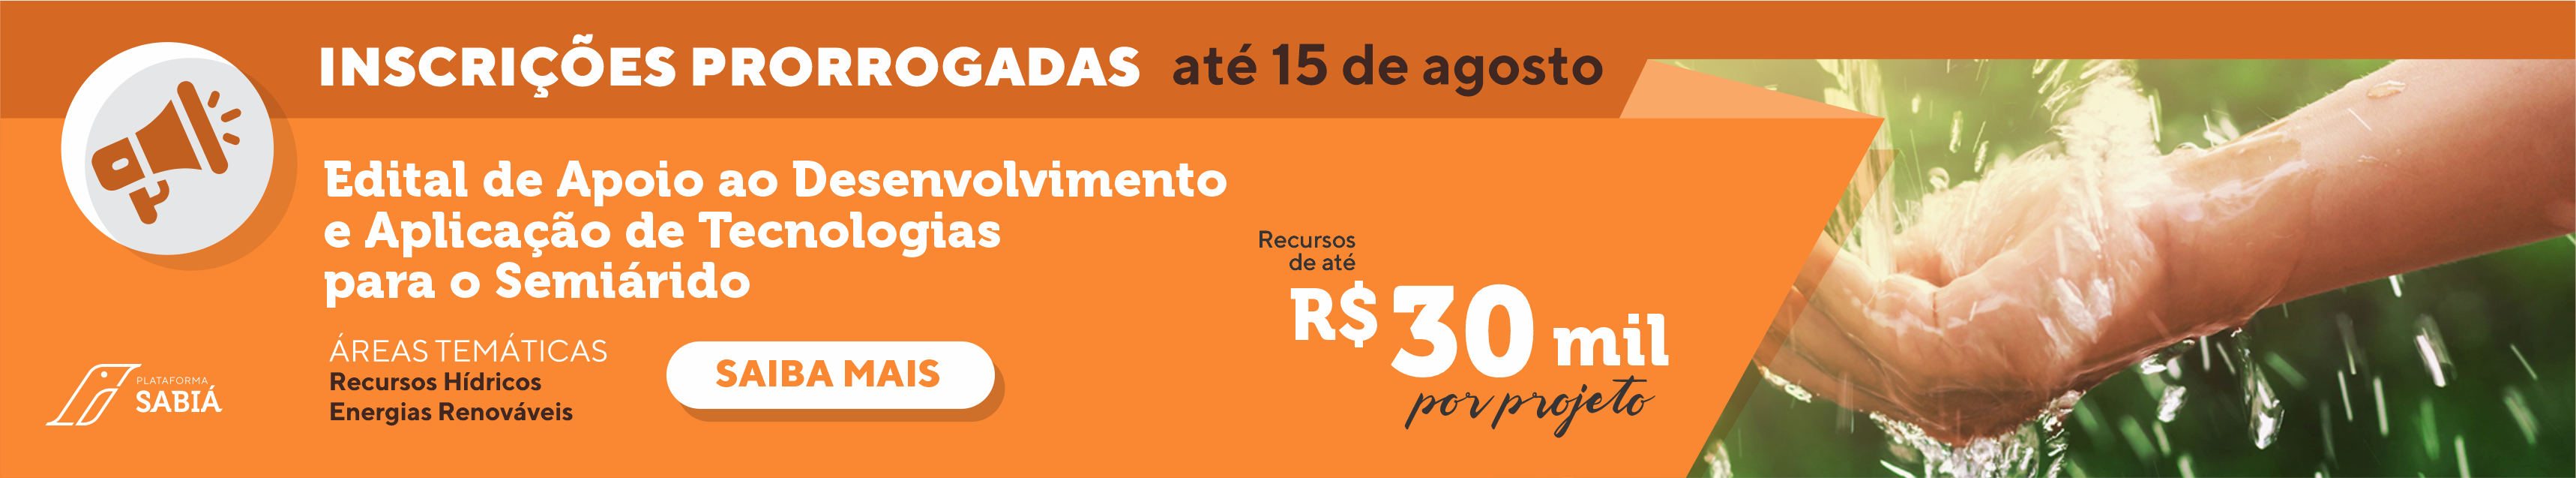 INSCRIÇÕES PRORROGADAS até 15 de agosto
Edital de Apoio ao Desenvolvimento
e Aplicação de Tecnologias
para o Semiárido
Recursos
de até
R$ 30 mil
por projeto
ÁREAS TEMÁTICAS
Recursos Hídricos
Energias Renováveis
SAIBA MAIS
PLATAFORMA
SABIÁ